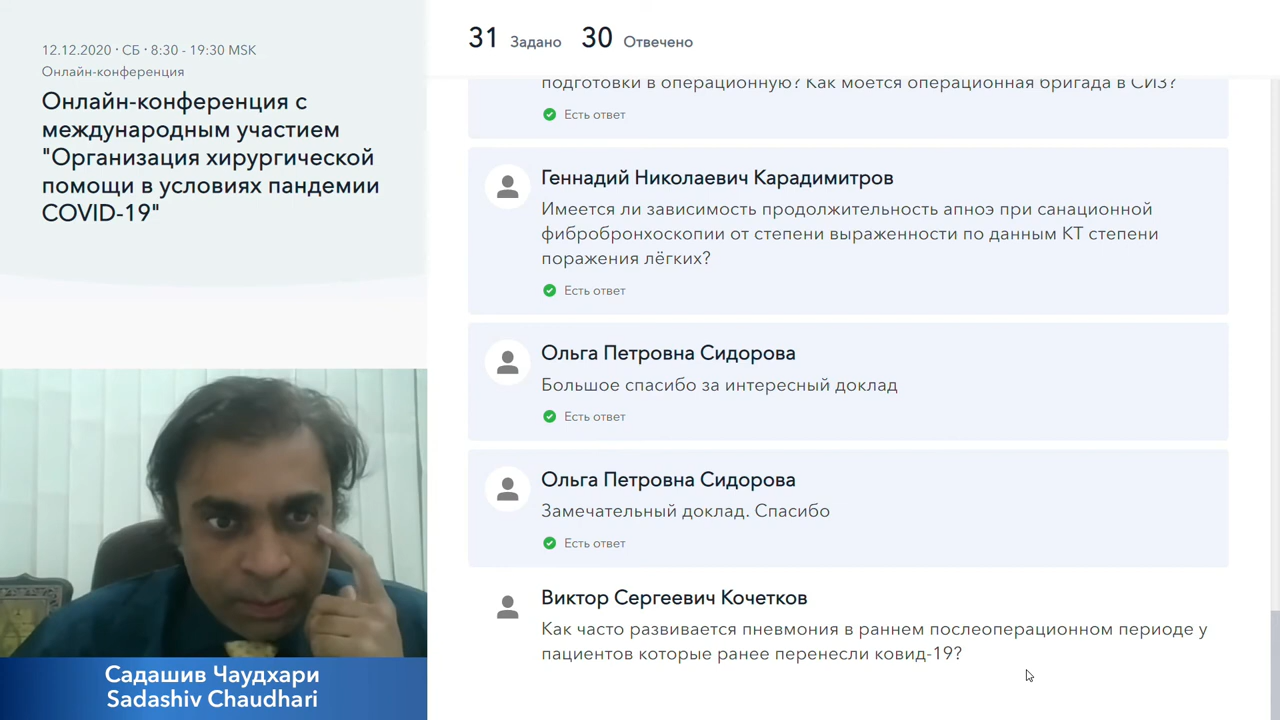 12.12.2020 · СБ · 8:30 - 19:30 MSK
Онлайн-конференция
Онлайн-конференция с
международным участием
"Организация хирургической
помощи в условиях пандемии
COVID-19"
Садашив Чаудхари
Sadashiv Chaudhari
31 Задано 30 Отвечено
подготовки в операционную? Как моется операционная бригада в СИЗ?
Есть ответ
Геннадий Николаевич Карадимитров
Имеется ли зависимость продолжительность апноэ при санационной
фибробронхоскопии от степени выраженности по данным КТ степени
поражения лёгких?
Есть ответ
Ольга Петровна Сидорова
Большое спасибо за интересный доклад
Есть ответ
Ольга Петровна Сидорова
Замечательный доклад. Спасибо
Есть ответ
Виктор Сергеевич Кочетков
Как часто развивается пневмония в раннем послеоперационном периоде у
пациентов которые ранее перенесли ковид-19?